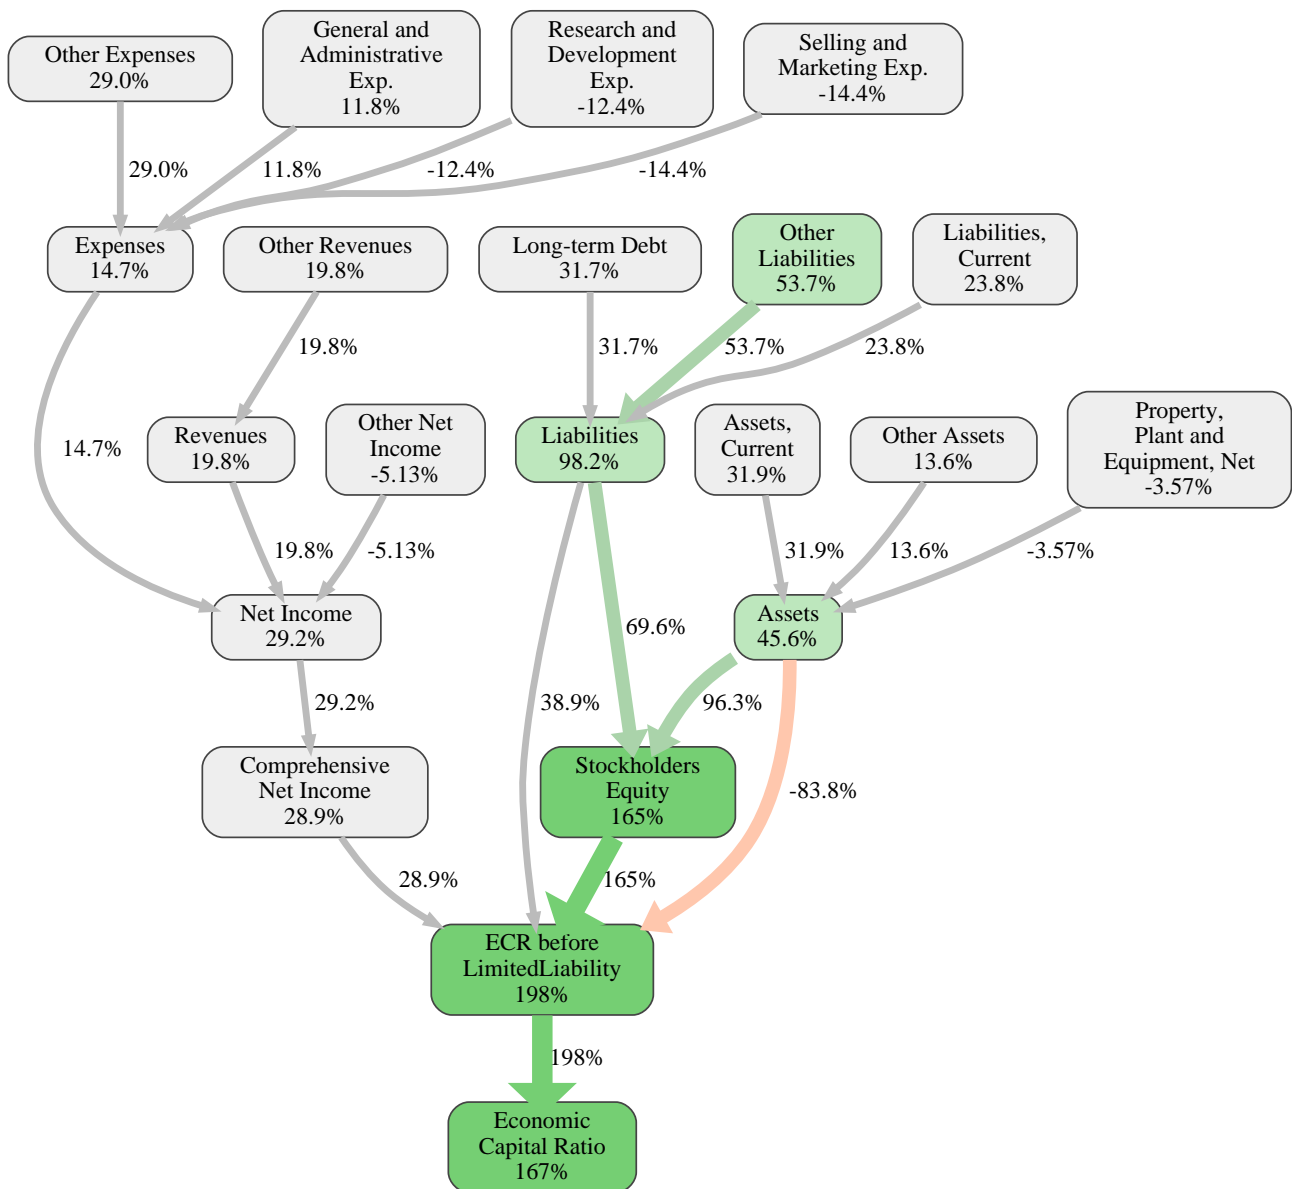 Other Expenses
29.0%
General and
Administrative
Exp.
11.8%
Research and
Development
Exp.
-12.4%
Selling and
Marketing Exp.
-14.4%
29.0%
11.8%
-12.4%
-14.4%
Expenses
14.7%
Other Revenues
19.8%
Long-term Debt
31.7%
Other
Liabilities
53.7%
Liabilities,
Current
23.8%
19.8%
31.7%
53.7%
23.8%
14.7%
Revenues
19.8%
Other Net
Income
-5.13%
Liabilities
98.2%
Assets,
Current
31.9%
Other Assets
13.6%
Property,
Plant and
Equipment, Net
-3.57%
19.8%
-5.13%
31.9%
13.6%
-3.57%
Net Income
29.2%
69.6%
Assets
45.6%
29.2%
38.9%
96.3%
Comprehensive
Net Income
28.9%
Stockholders
Equity
165%
-83.8%
28.9%
165%
ECR before
LimitedLiability
198%
198%
Economic
Capital Ratio
167%